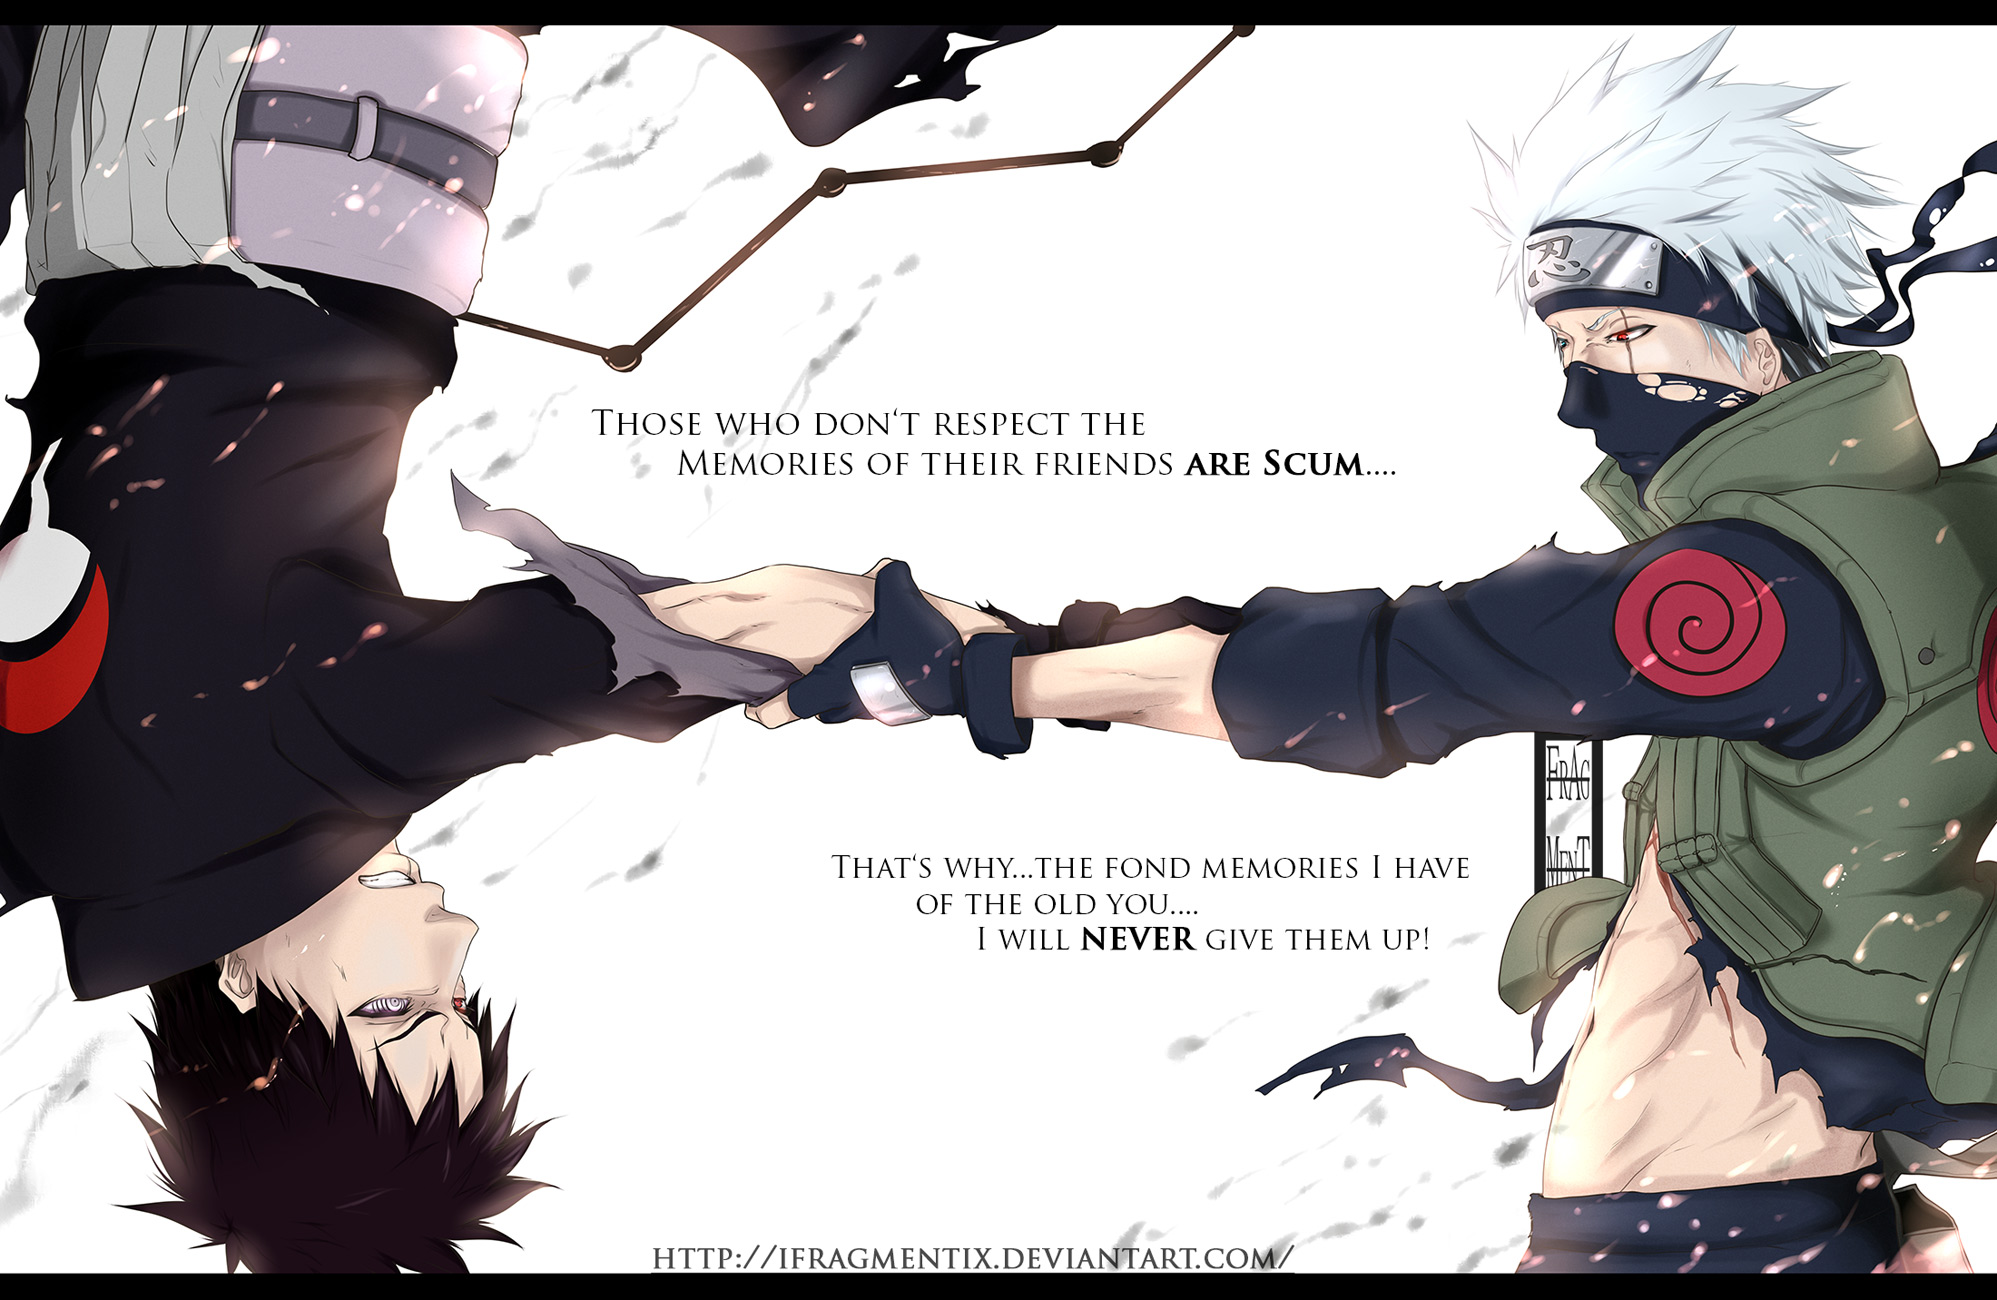 忍
THOSE WHO DON'T RESPECT THE
MEMORIES OF THEIR FRIENDS ARE SCUM....
FRAG
MENT
THAT'S WHY...THE FOND MEMORIES I HAVE
OF THE OLD YOU....
I WILL NEVER GIVE THEM UP!
HTTP://IFRAGMENTIX.DEVIANTART.COM/